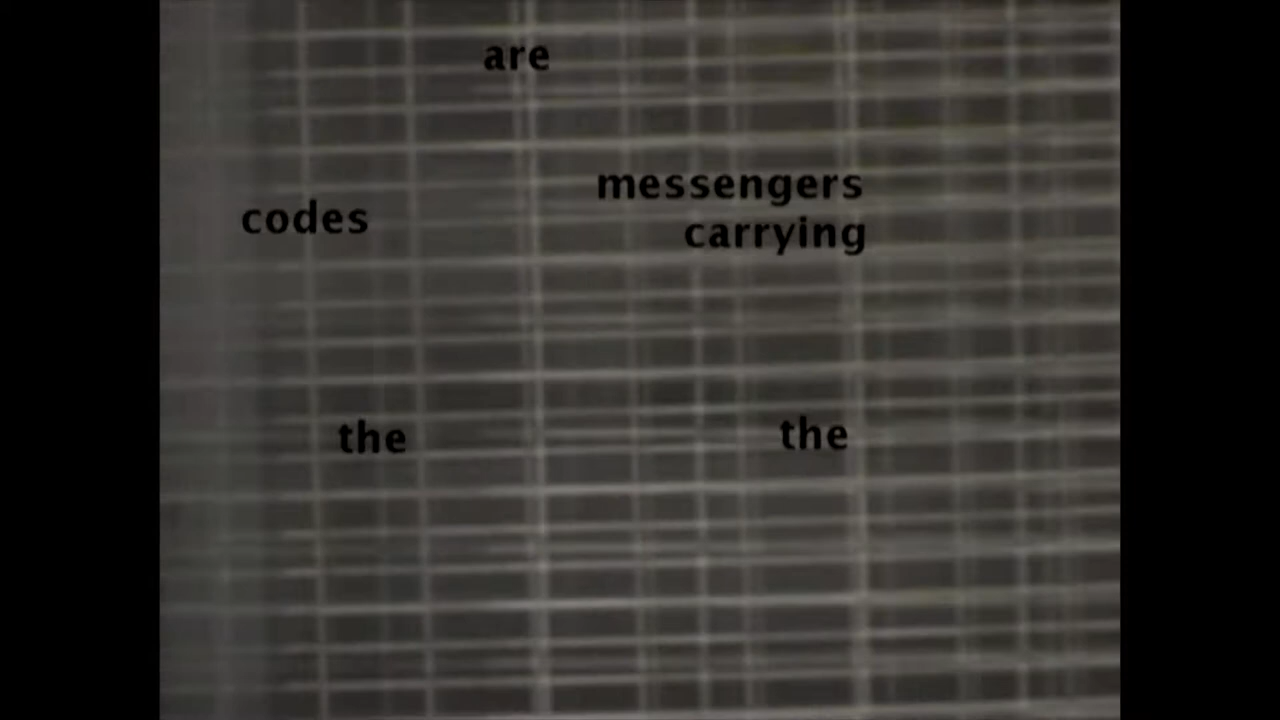 are
messengers
codes
carrying
the
the